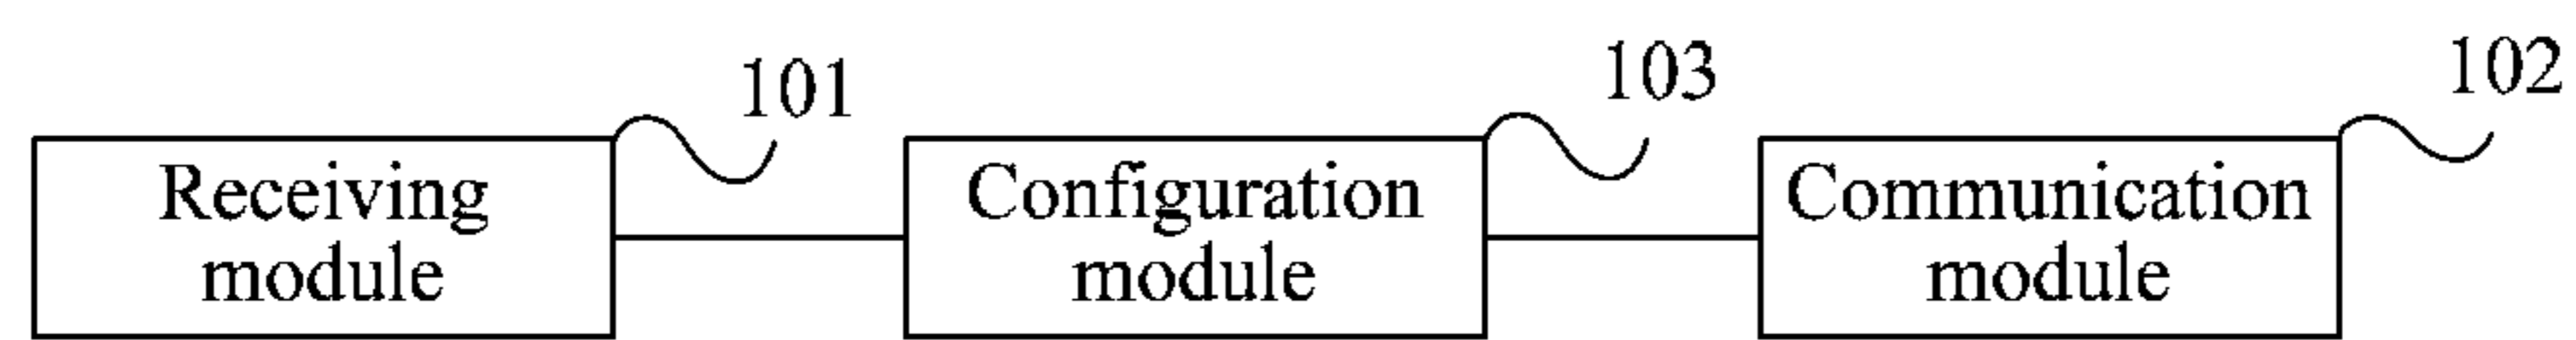 101
103
102
Receiving
module
Configuration
module
Communication
module